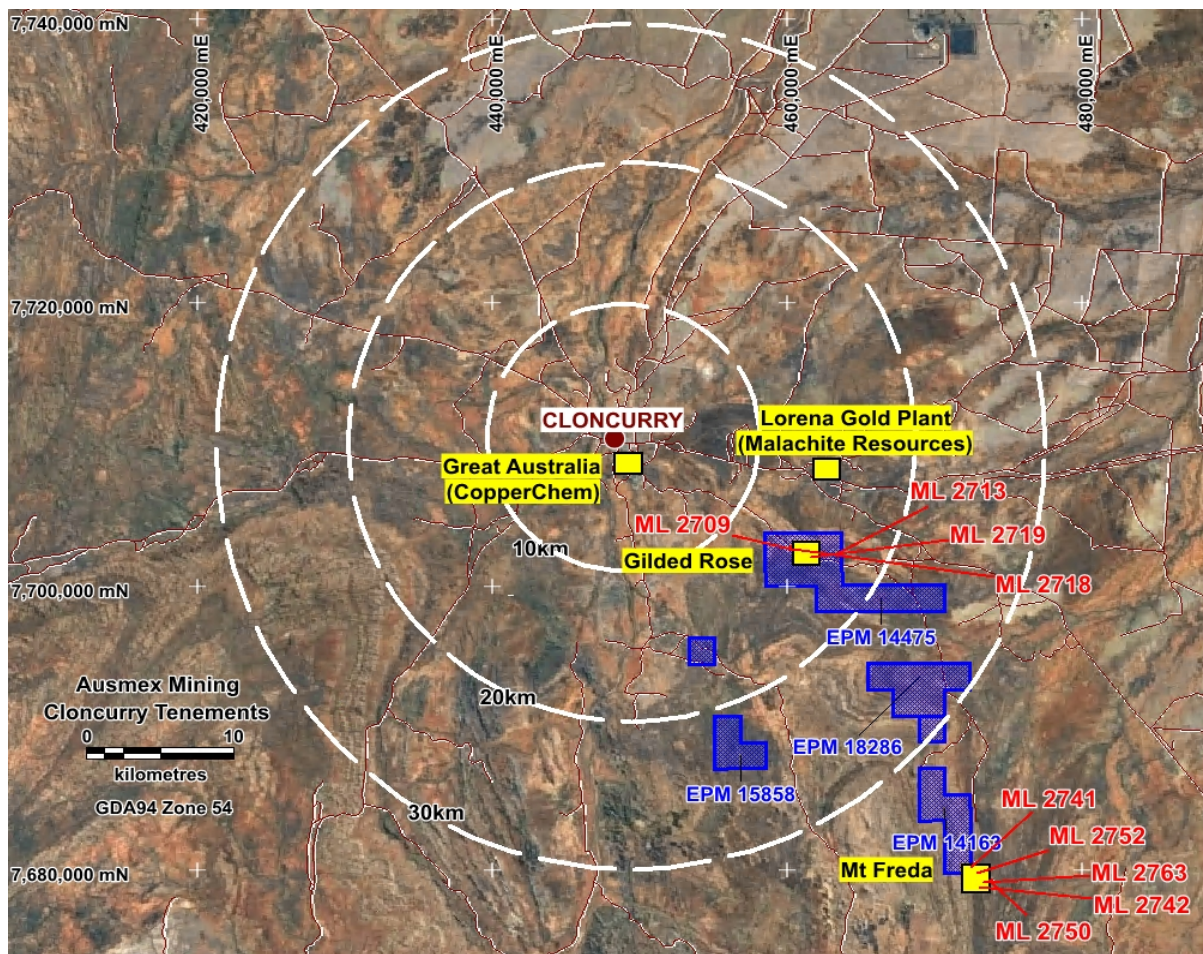 7,740,000 mN
420,000 mE
440,000 mE
460,000 mE
480,000 mE
7,720,000 mN
CLONCURRY
Great Australia
(CopperChem)
Lorena Gold Plant
(Malachite Resources)
ML 2713
ML 2709
ML 2719
10km
Gilded Rose
ML 2718
7,700,000 mN
EPM 14475
Ausmex Mining
Cloncurry Tenements
0 10
kilometres
GDA94 Zone 54
20km
EPM 18286
EPM 15858
30km
ML 2741
EPM 14163
ML 2752
Mt Freda
ML 2763
7,680,000 mN
ML 2742
ML 2750